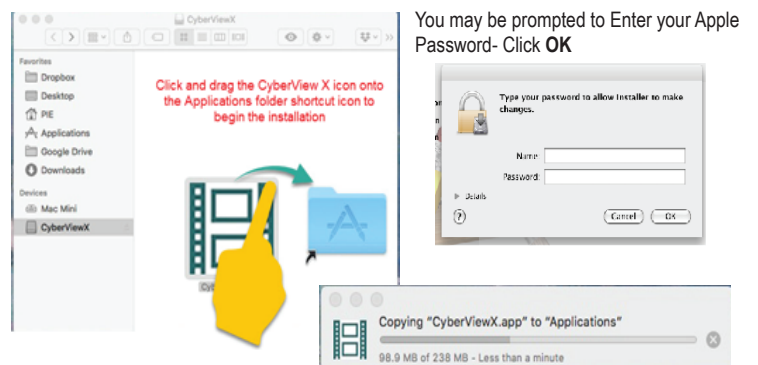 CyberViewX
Favorites
Dropbox
Desktop
PIE
Applications
Google Drive
Downloads
Devices
Mac Mini
CyberViewX
Click and drag the CyberView X icon onto
the Applications folder shortcut icon to
begin the installation
You may be prompted to Enter your Apple
Password- Click OK
Type your password to allow Installer to make
changes.
Name:
Password:
Details
?
Cancel
OK
Copying "CyberViewX.app" to "Applications"
98.9 MB of 238 MB - Less than a minute